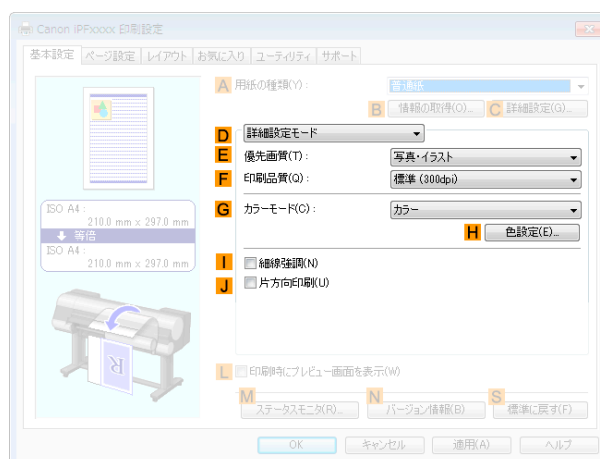 Canon iPFxxxx 印刷設定
基本設定 ページ設定 レイアウト お気に入り ユーティリティ サポート
A 用紙の種類(Y): 普通紙
B 情報の取得(O)... C 詳細設定(G)...
D 詳細設定モード
E 優先画質(T): 写真・イラスト
F 印刷品質(Q): 標準 (300dpi)
G カラーモード(C): カラー
H 色設定(E)...
ISO A4:
210.0 mm x 297.0 mm
等倍
ISO A4:
210.0 mm x 297.0 mm
I 細線強調(N)
J 片方向印刷(U)
R
L 印刷時にプレビュー画面を表示(W)
M ステータスモニタ(R)... N バージョン情報(B) S 標準に戻す(F)
OK キャンセル 適用(A) ヘルプ